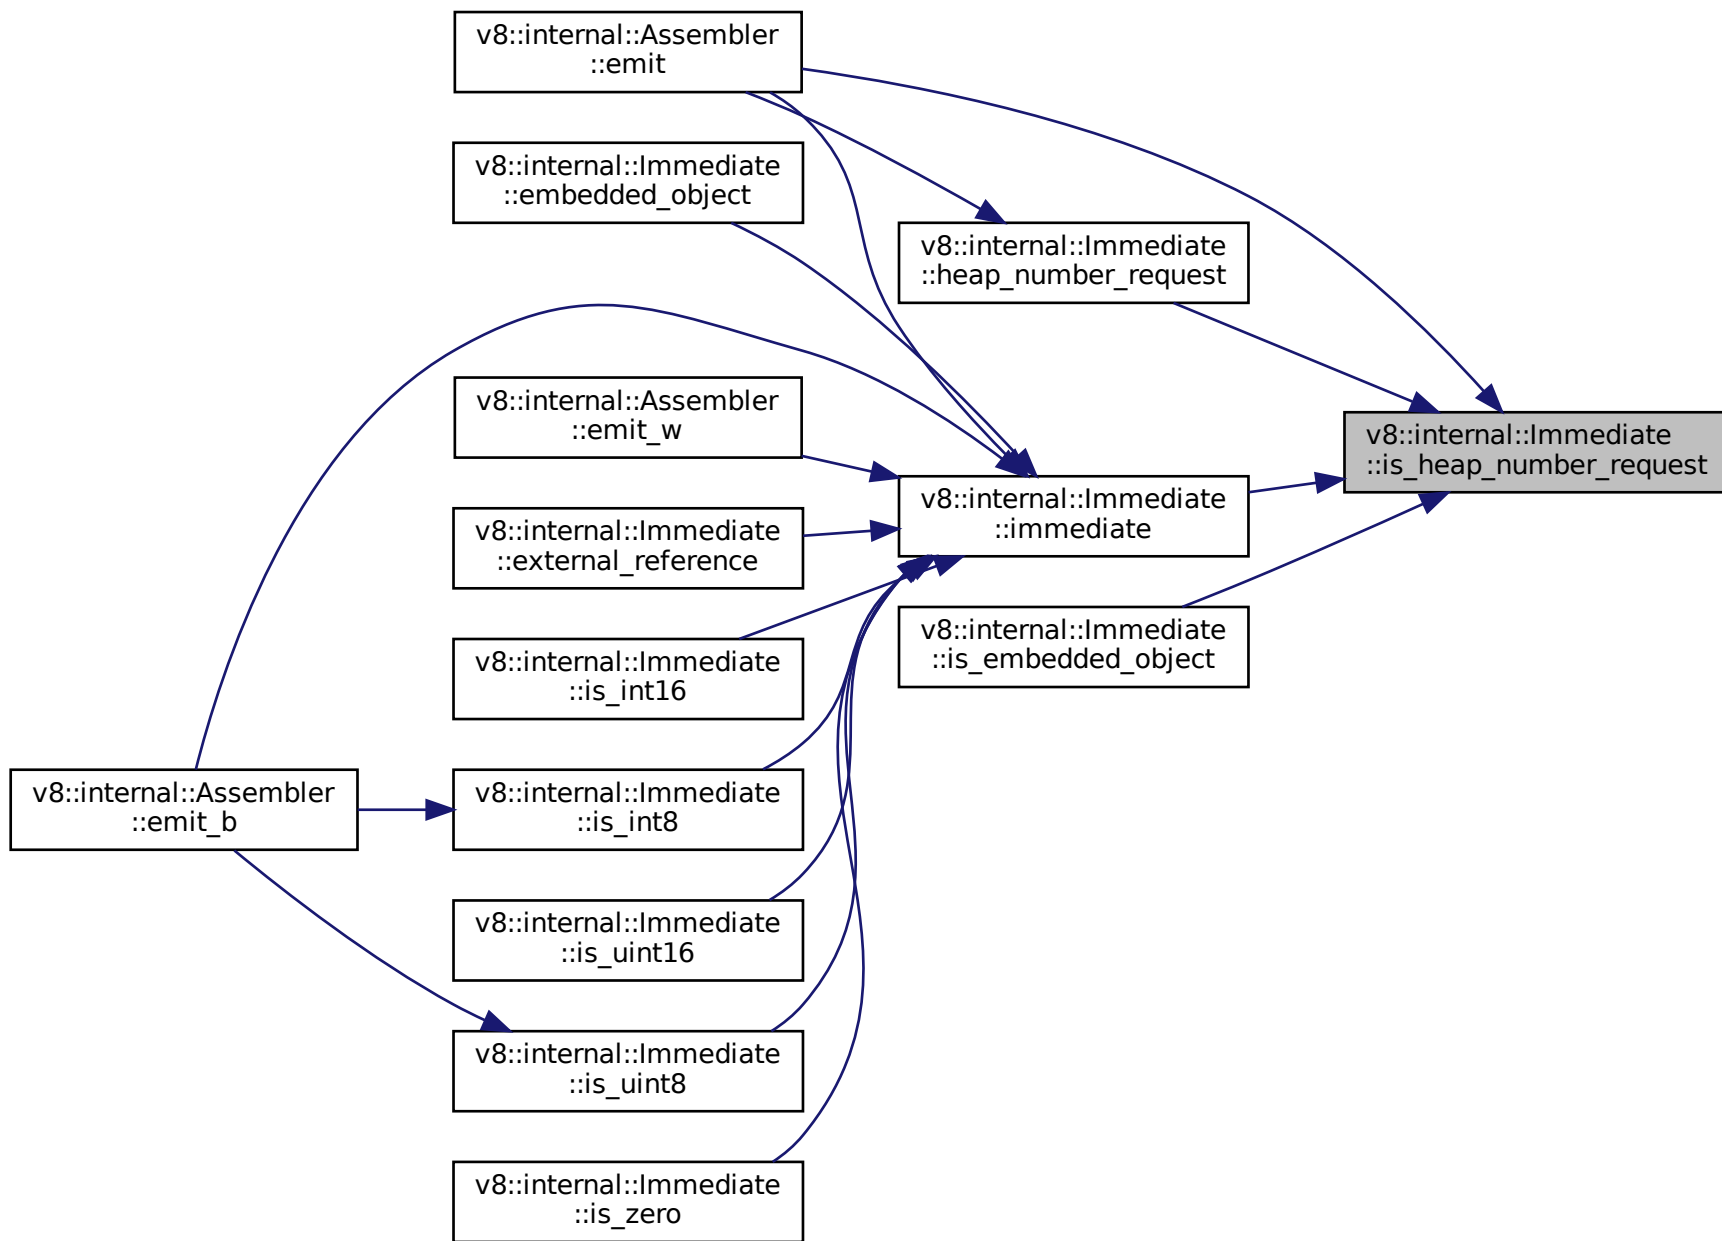 v8::internal::Assembler
::emit
v8::internal::Immediate
::embedded_object
v8::internal::Immediate
::heap_number_request
v8::internal::Assembler
::emit_w
v8::internal::Immediate
::is_heap_number_request
v8::internal::Immediate
::immediate
v8::internal::Immediate
::external_reference
v8::internal::Immediate
::is_embedded_object
v8::internal::Immediate
::is_int16
v8::internal::Assembler
::emit_b
v8::internal::Immediate
::is_int8
v8::internal::Immediate
::is_uint16
v8::internal::Immediate
::is_uint8
v8::internal::Immediate
::is_zero